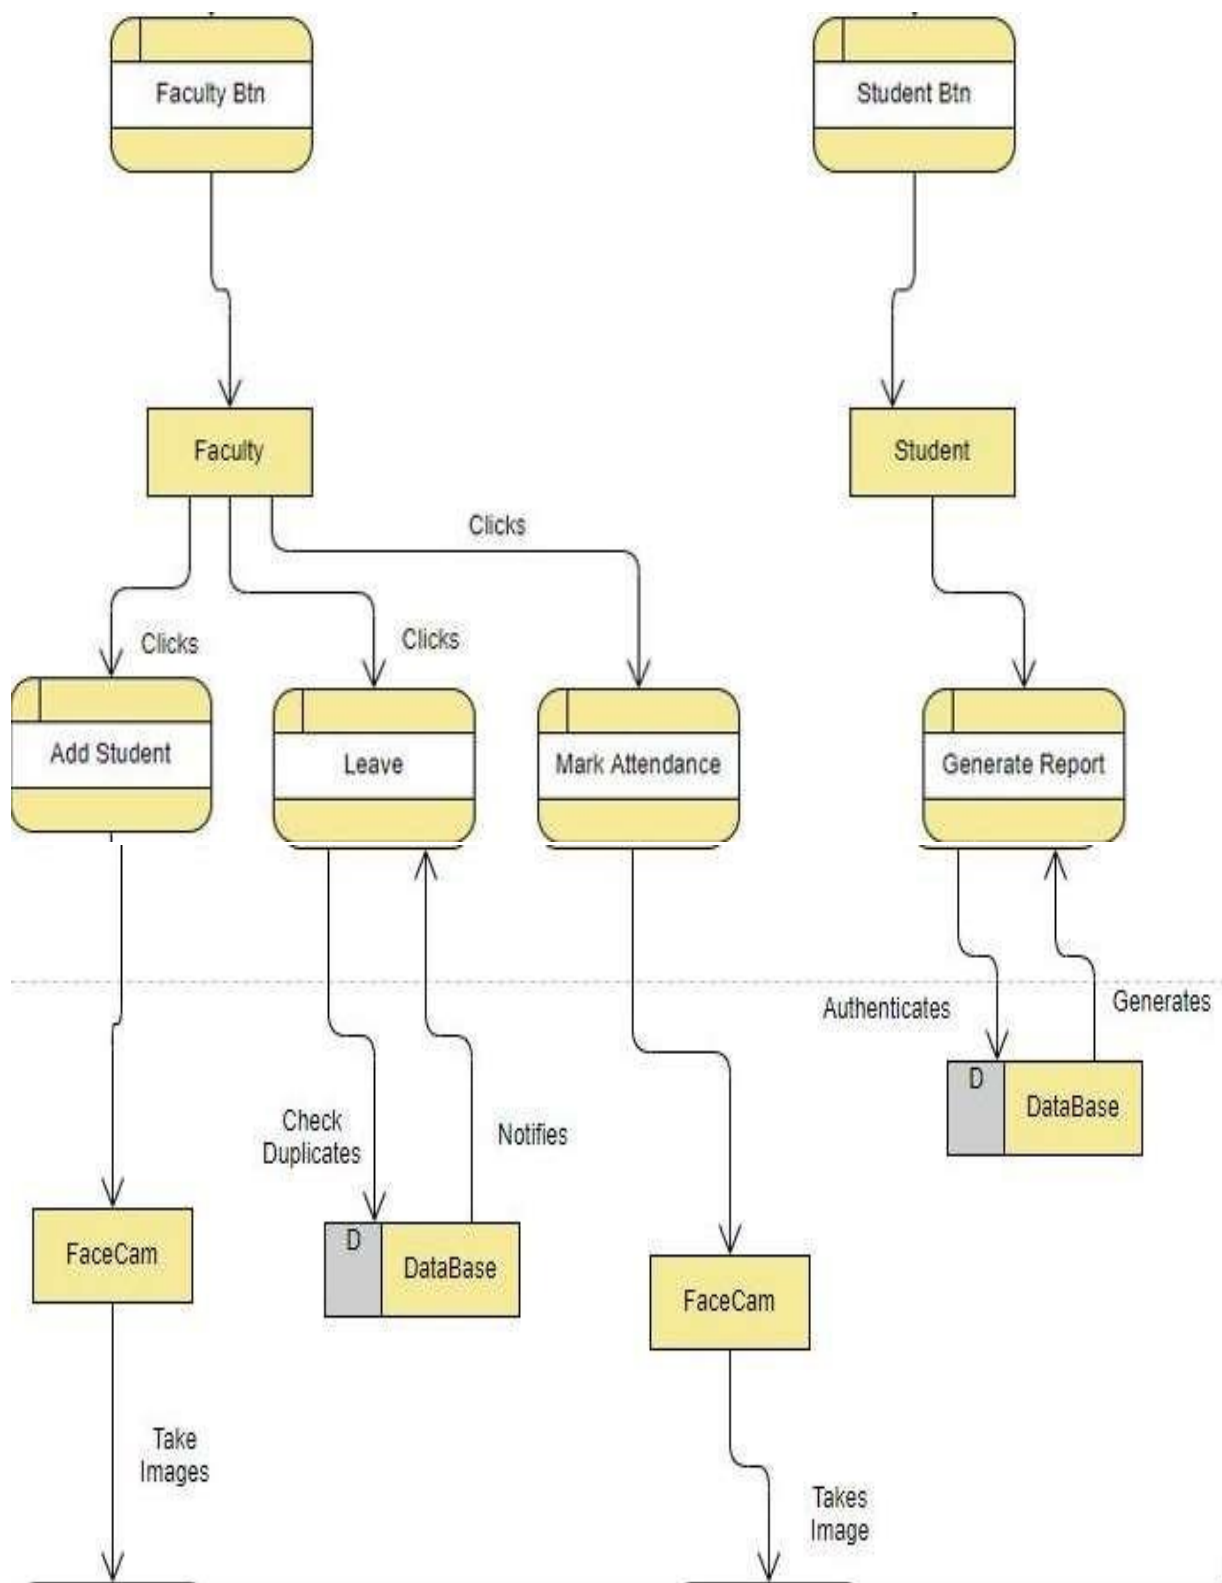 Faculty Btn
Student Btn
Faculty
Student
Clicks
Clicks
Clicks
Add Student
Leave
Mark Attendance
Generate Report
Authenticates
Generates
D
DataBase
Check
Duplicates
Notifies
D
DataBase
FaceCam
FaceCam
Take
Images
Takes
Image